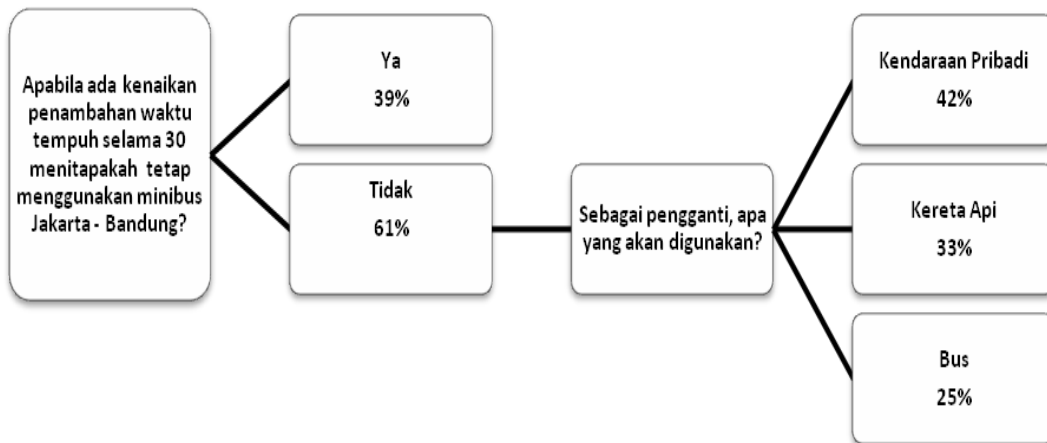 Apabila ada kenaikan
penambahan waktu
tempuh selama 30
menitapakah tetap
menggunakan minibus
Jakarta - Bandung?
Ya
39%
Tidak
61%
Sebagai pengganti, apa
yang akan digunakan?
Kendaraan Pribadi
42%
Kereta Api
33%
Bus
25%